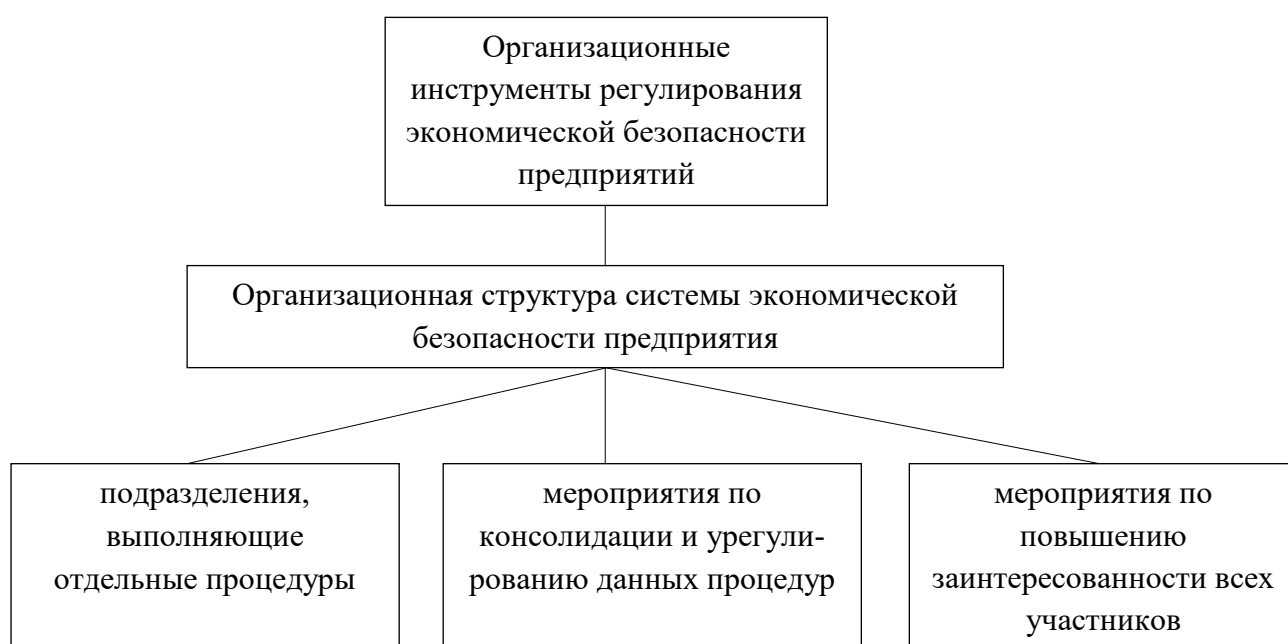 Организационные
инструменты регулирования
экономической безопасности
предприятий
Организационная структура системы экономической
безопасности предприятия
подразделения,
выполняющие
отдельные процедуры
мероприятия по
консолидации и урегули-
рованию данных процедур
мероприятия по
повышению
заинтересованности всех
участников